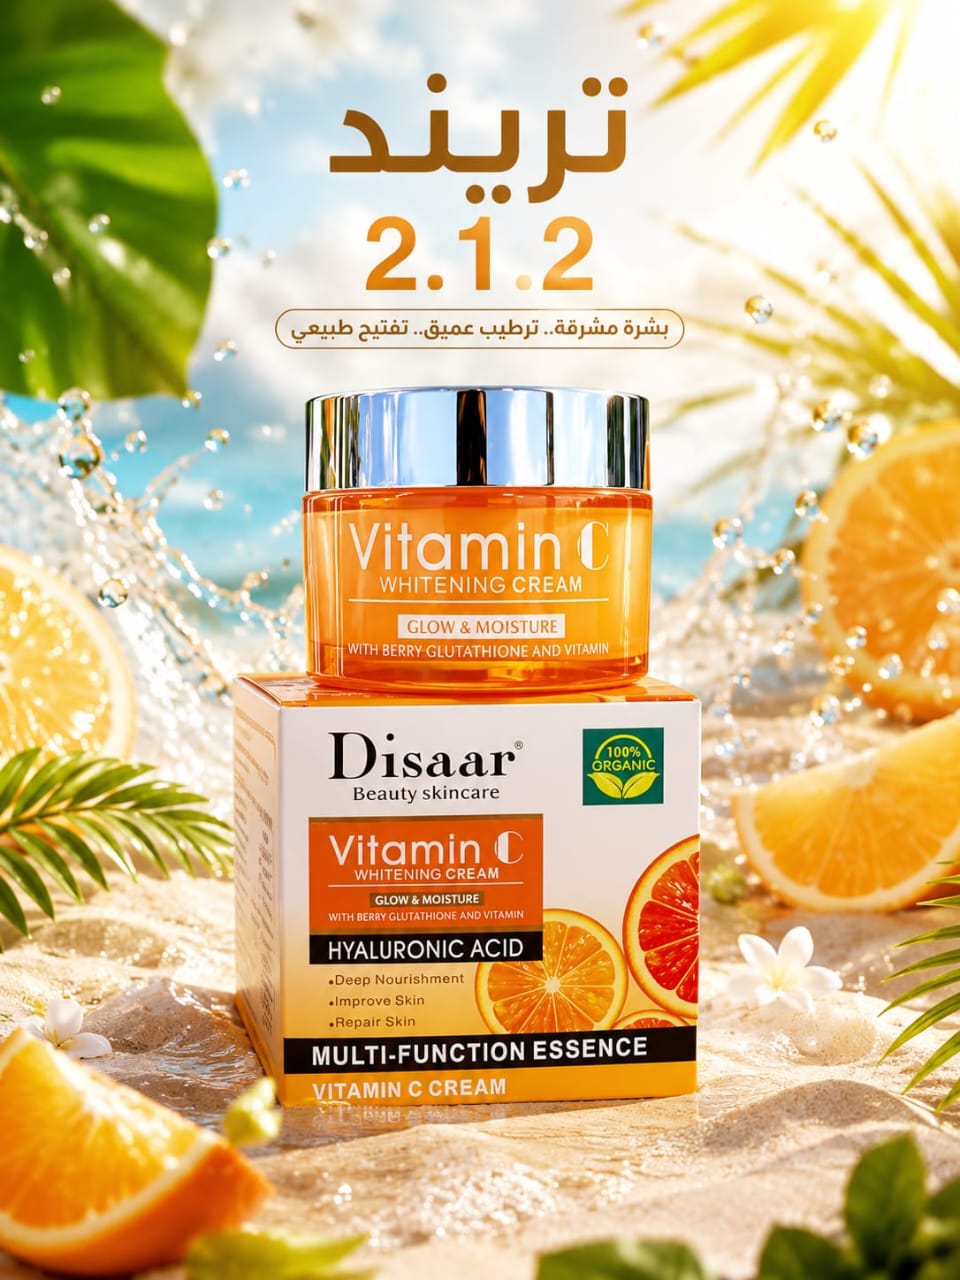 تريند
2.1.2
بشرة مشرقة.. ترطيب عميق.. تفتيح طبيعي
Vitamin C
WHITENING CREAM
GLOW & MOISTURE
WITH BERRY GLUTATHIONE AND VITAMIN
Disaar®
Beauty skincare
100%
ORGANIC
Vitamin C
WHITENING CREAM
GLOW & MOISTURE
WITH BERRY GLUTATHIONE AND VITAMIN
HYALURONIC ACID
•Deep Nourishment
•Improve Skin
•Repair Skin
MULTI-FUNCTION ESSENCE
VITAMIN C CREAM